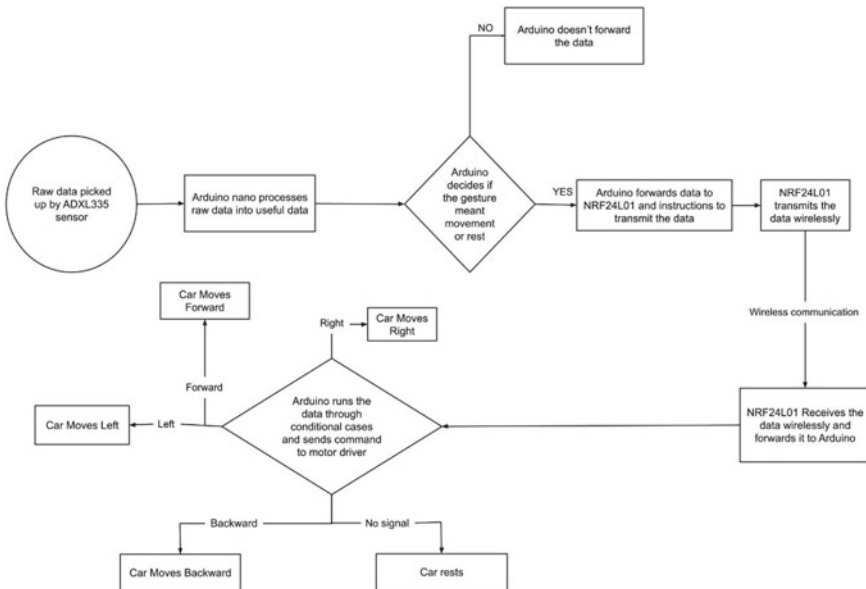 NO
Arduino doesn't forward
the data
Raw data picked
up by ADXL335
sensor
Arduino nano processes
raw data into useful data
Arduino
decides if
the gesture
meant
movement
or rest
YES
Arduino forwards data to
NRF24L01 and instructions to
transmit the data
NRF24L01
transmits the
data wirelessly
Wireless communication
NRF24L01 Receives the
data wirelessly and
forwards it to Arduino
Arduino runs the
data through
conditional cases
and sends command
to motor driver
Right
Car Moves
Right
Forward
Car Moves
Forward
Left
Car Moves Left
Backward
Car Moves Backward
No signal
Car rests